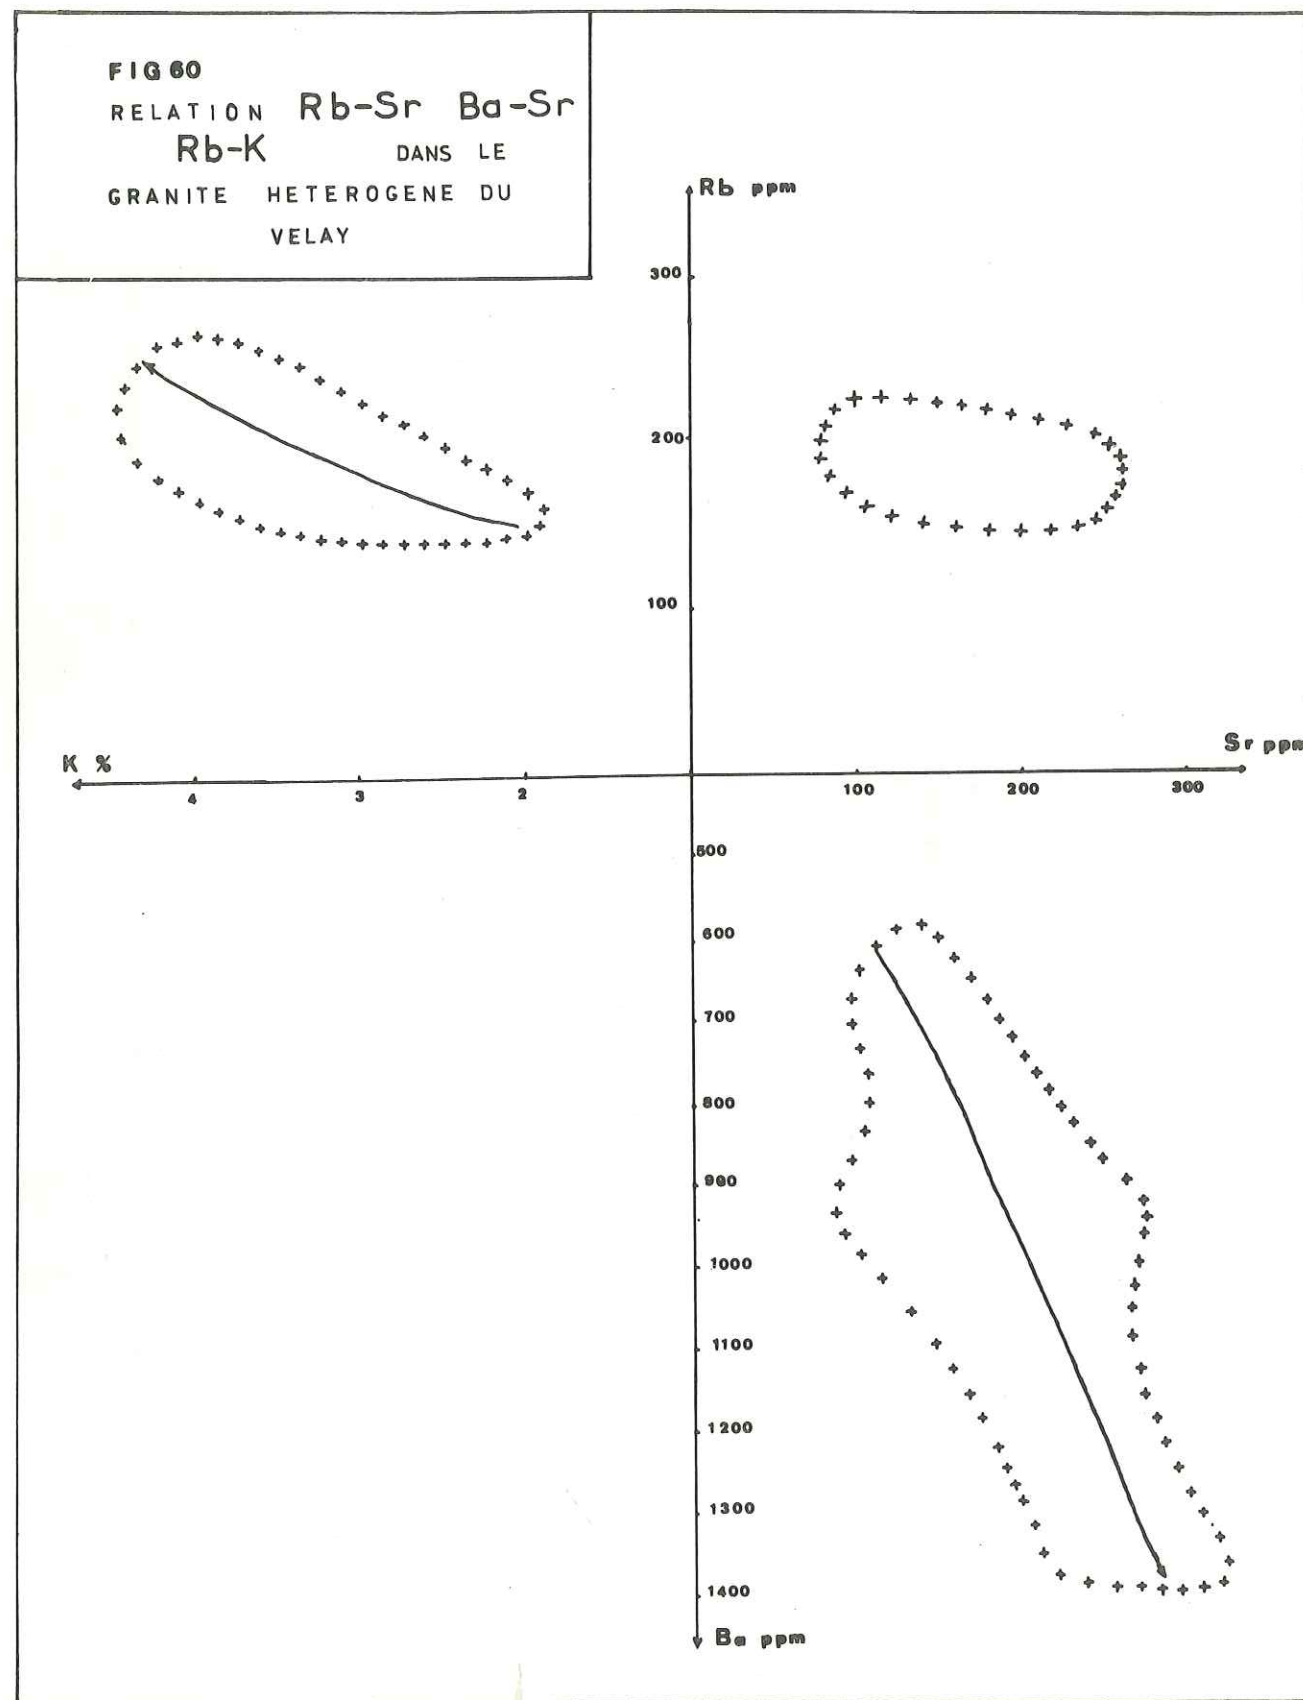 FIG 60
RELATION Rb-Sr Ba-Sr
Rb-K DANS LE
GRANITE HETEROGENE DU
VELAY
Rb ppm
300
200
100
K %
4
3
2
Sr ppm
100
200
300
500
600
700
800
900
1000
1100
1200
1300
1400
Ba ppm